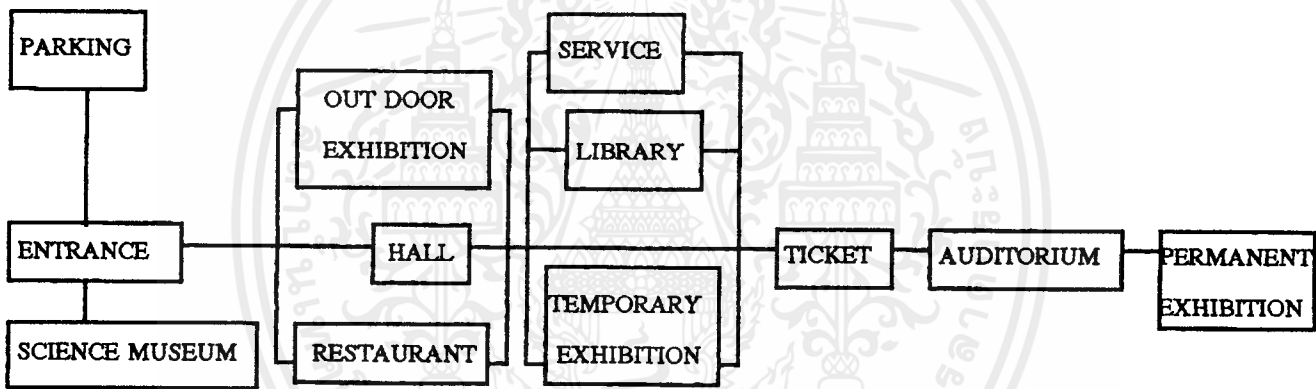 PARKING
SERVICE
OUT DOOR
EXHIBITION
LIBRARY
ENTRANCE
HALL
TICKET
AUDITORIUM
PERMANENT
EXHIBITION
TEMPORARY
EXHIBITION
SCIENCE MUSEUM
RESTAURANT